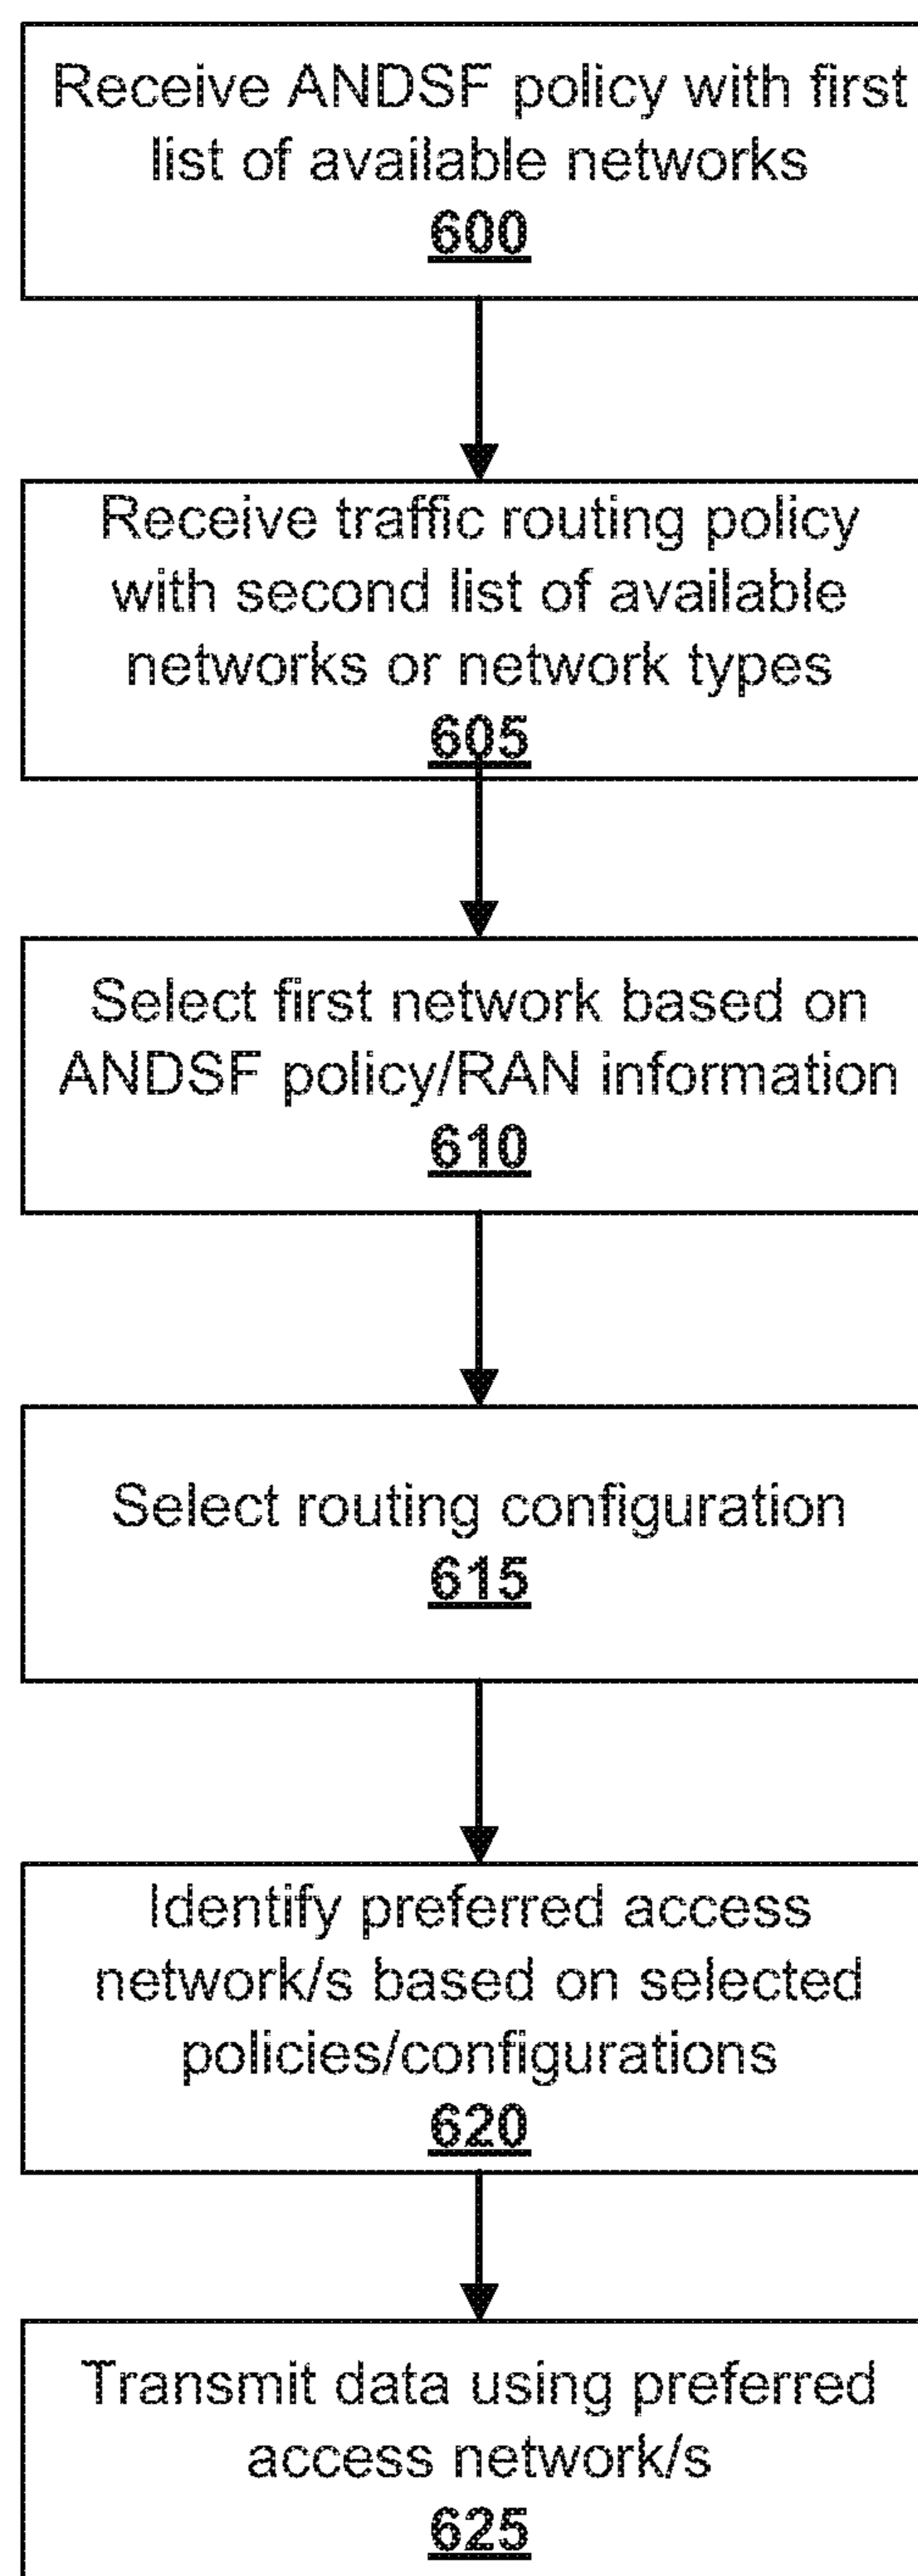 Receive ANDSF policy with first
list of available networks
600
Receive traffic routing policy
with second list of available
networks or network types
605
Select first network based on
ANDSF policy/RAN information
610
Select routing configuration
615
Identify preferred access
network/s based on selected
policies/configurations
620
Transmit data using preferred
access network/s
625